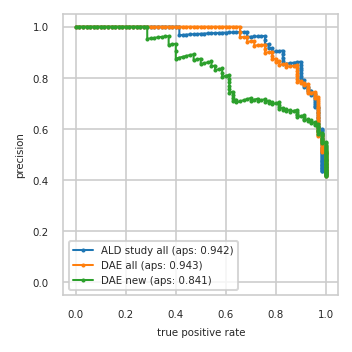 1.0
0.8
0.6
0.4
0.2
0.0
precision
ALD study all (aps: 0.942)
DAE all (aps: 0.943)
DAE new (aps: 0.841)
0.0 0.2 0.4 0.6 0.8 1.0
true positive rate